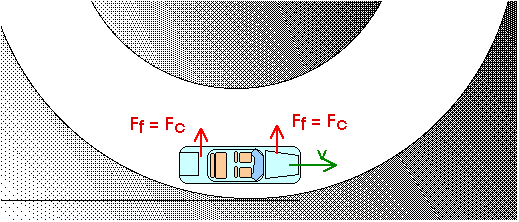 Ff = Fc
Ff = Fc
v